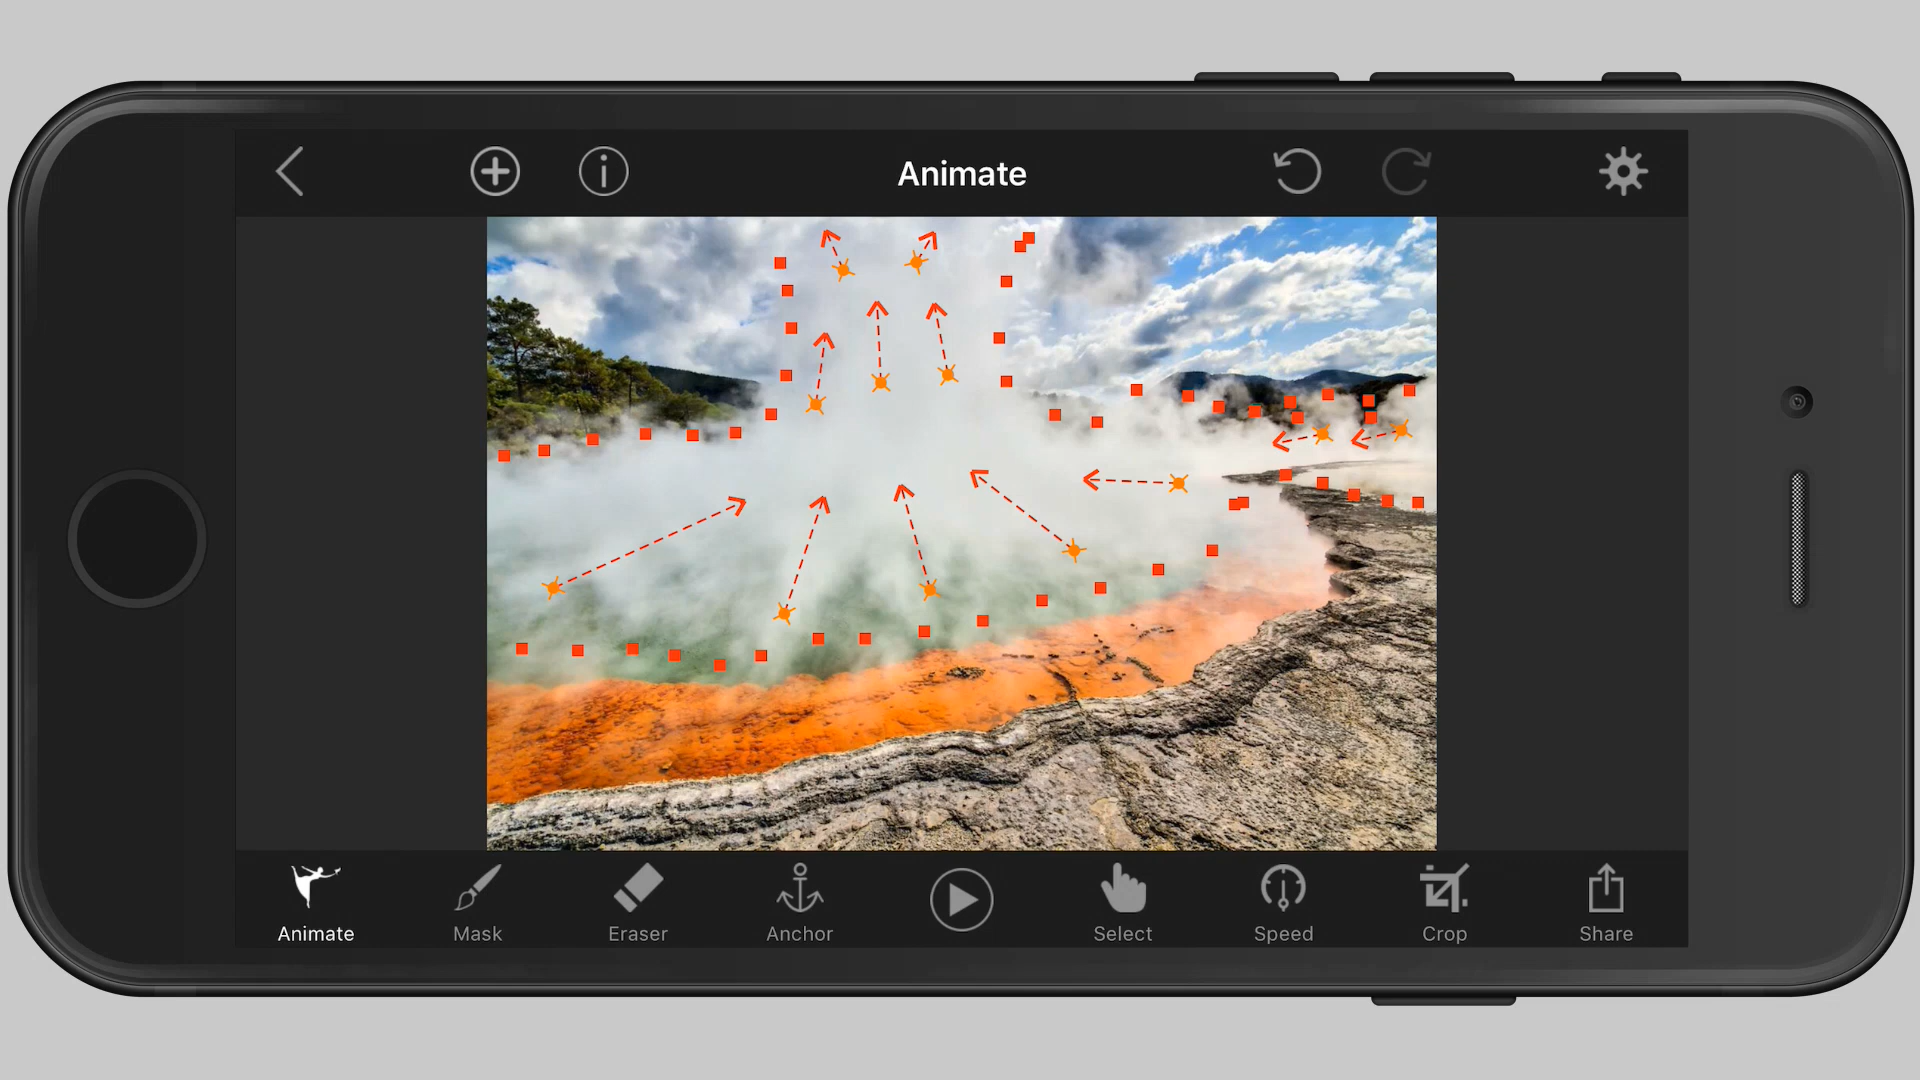 Animate
Animate
Mask
Eraser
Anchor
Select
Speed
Crop
Share